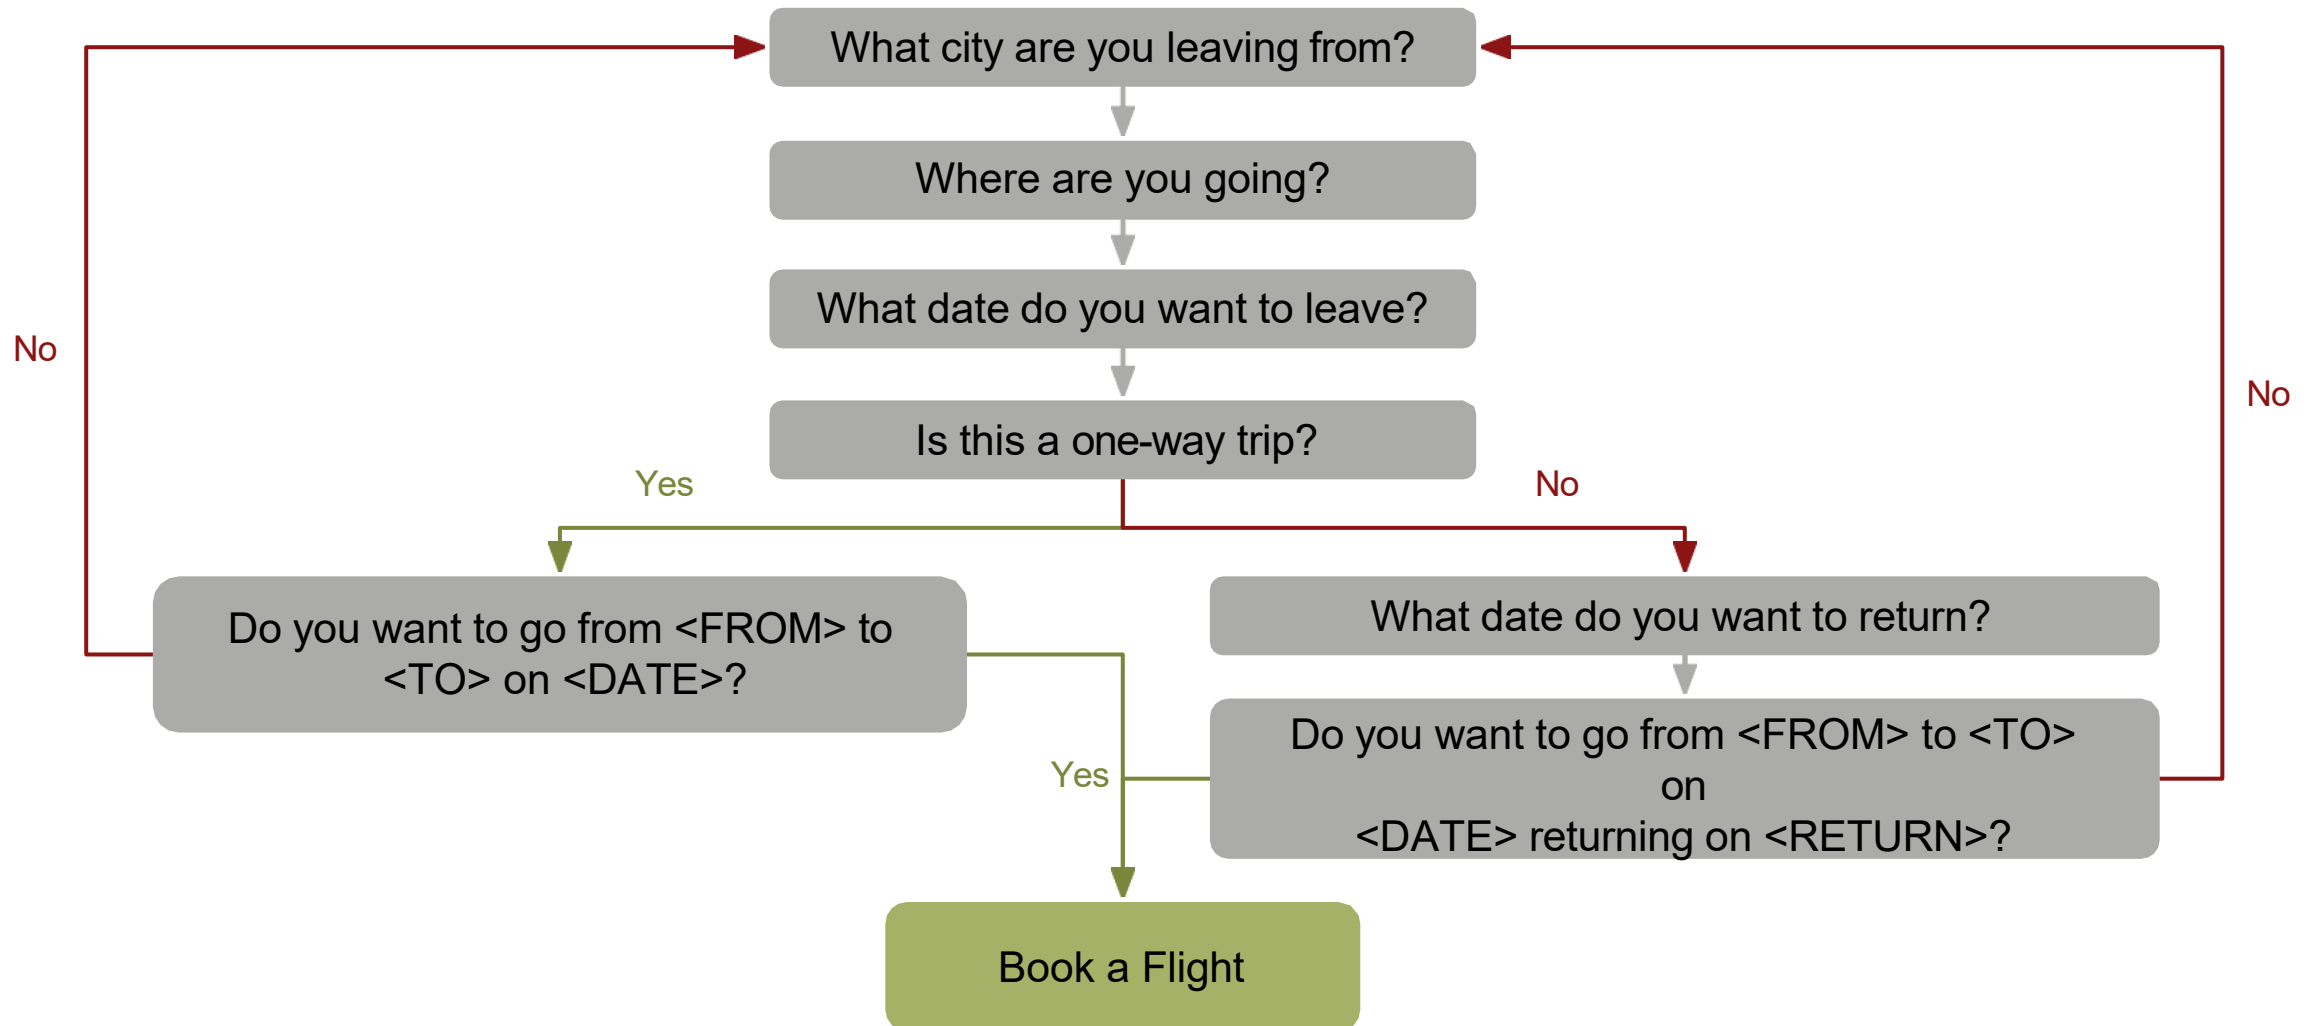 What city are you leaving from?
Where are you going?
What date do you want to leave?
No
No
Is this a one-way trip?
Yes
No
Do you want to go from <FROM> to
<TO> on <DATE>?
What date do you want to return?
Do you want to go from <FROM> to <TO>
on
<DATE> returning on <RETURN>?
Yes
Book a Flight